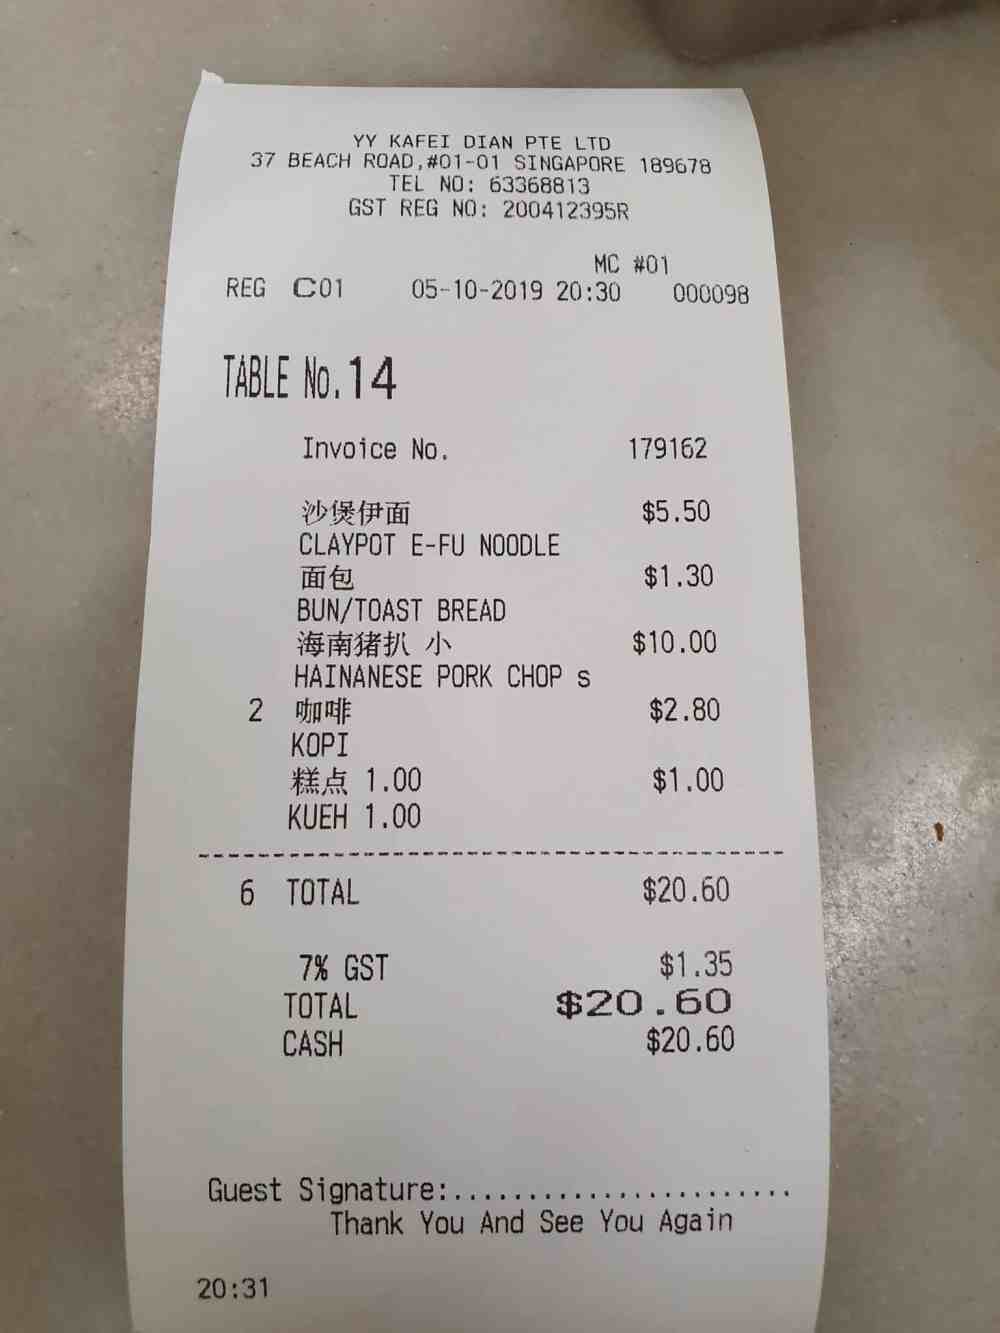 YY KAFEI DIAN PTE LTD
37 BEACH ROAD,#01-01 SINGAPORE 189678
TEL NO: 63368813
GST REG NO: 200412395R
MC #01
REG C01 05-10-2019 20:30 000098
TABLE No.14
Invoice No. 179162
沙煲伊面 $5.50
CLAYPOT E-FU NOODLE
面包 $1.30
BUN/TOAST BREAD
海南猪扒 小 $10.00
HAINANESE PORK CHOP s
2 咖啡 $2.80
KOPI
糕点 1.00 $1.00
KUEH 1.00
6 TOTAL $20.60
7% GST $1.35
TOTAL $20.60
CASH $20.60
Guest Signature:.......................
Thank You And See You Again
20:31